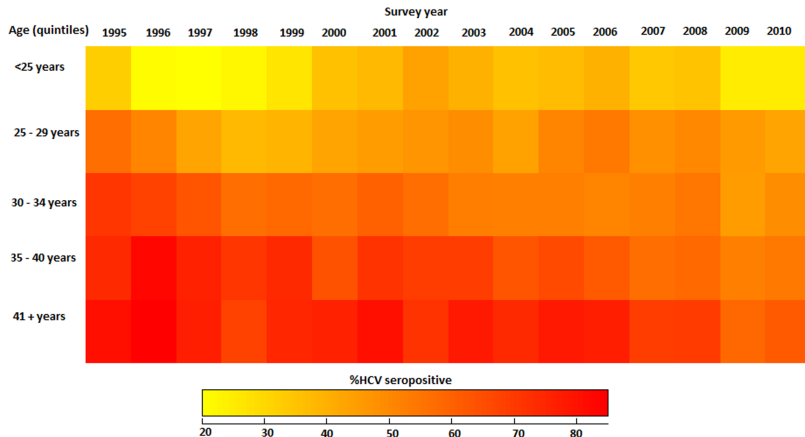 Survey year
Age (quintiles) 1995 1996 1997 1998 1999 2000 2001 2002 2003 2004 2005 2006 2007 2008 2009 2010
<25 years
25 - 29 years
30 - 34 years
35 - 40 years
41 + years
%HCV seropositive
20 30 40 50 60 70 80